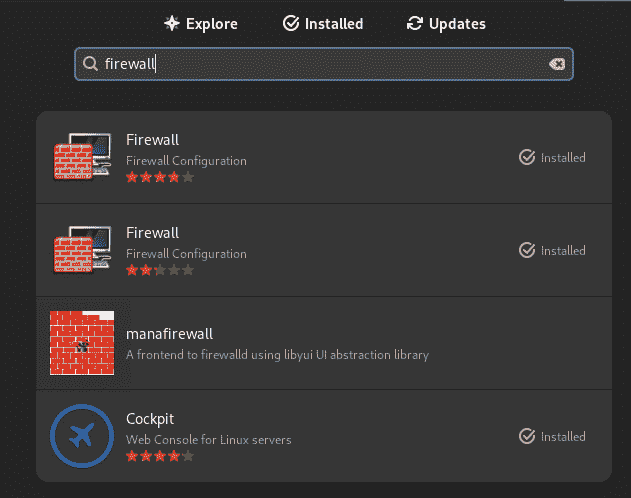 Explore Installed Updates
firewall
Firewall
Firewall Configuration
Installed
Firewall
Firewall Configuration
Installed
manafirewall
A frontend to firewalld using libyui UI abstraction library
Cockpit
Web Console for Linux servers
Installed